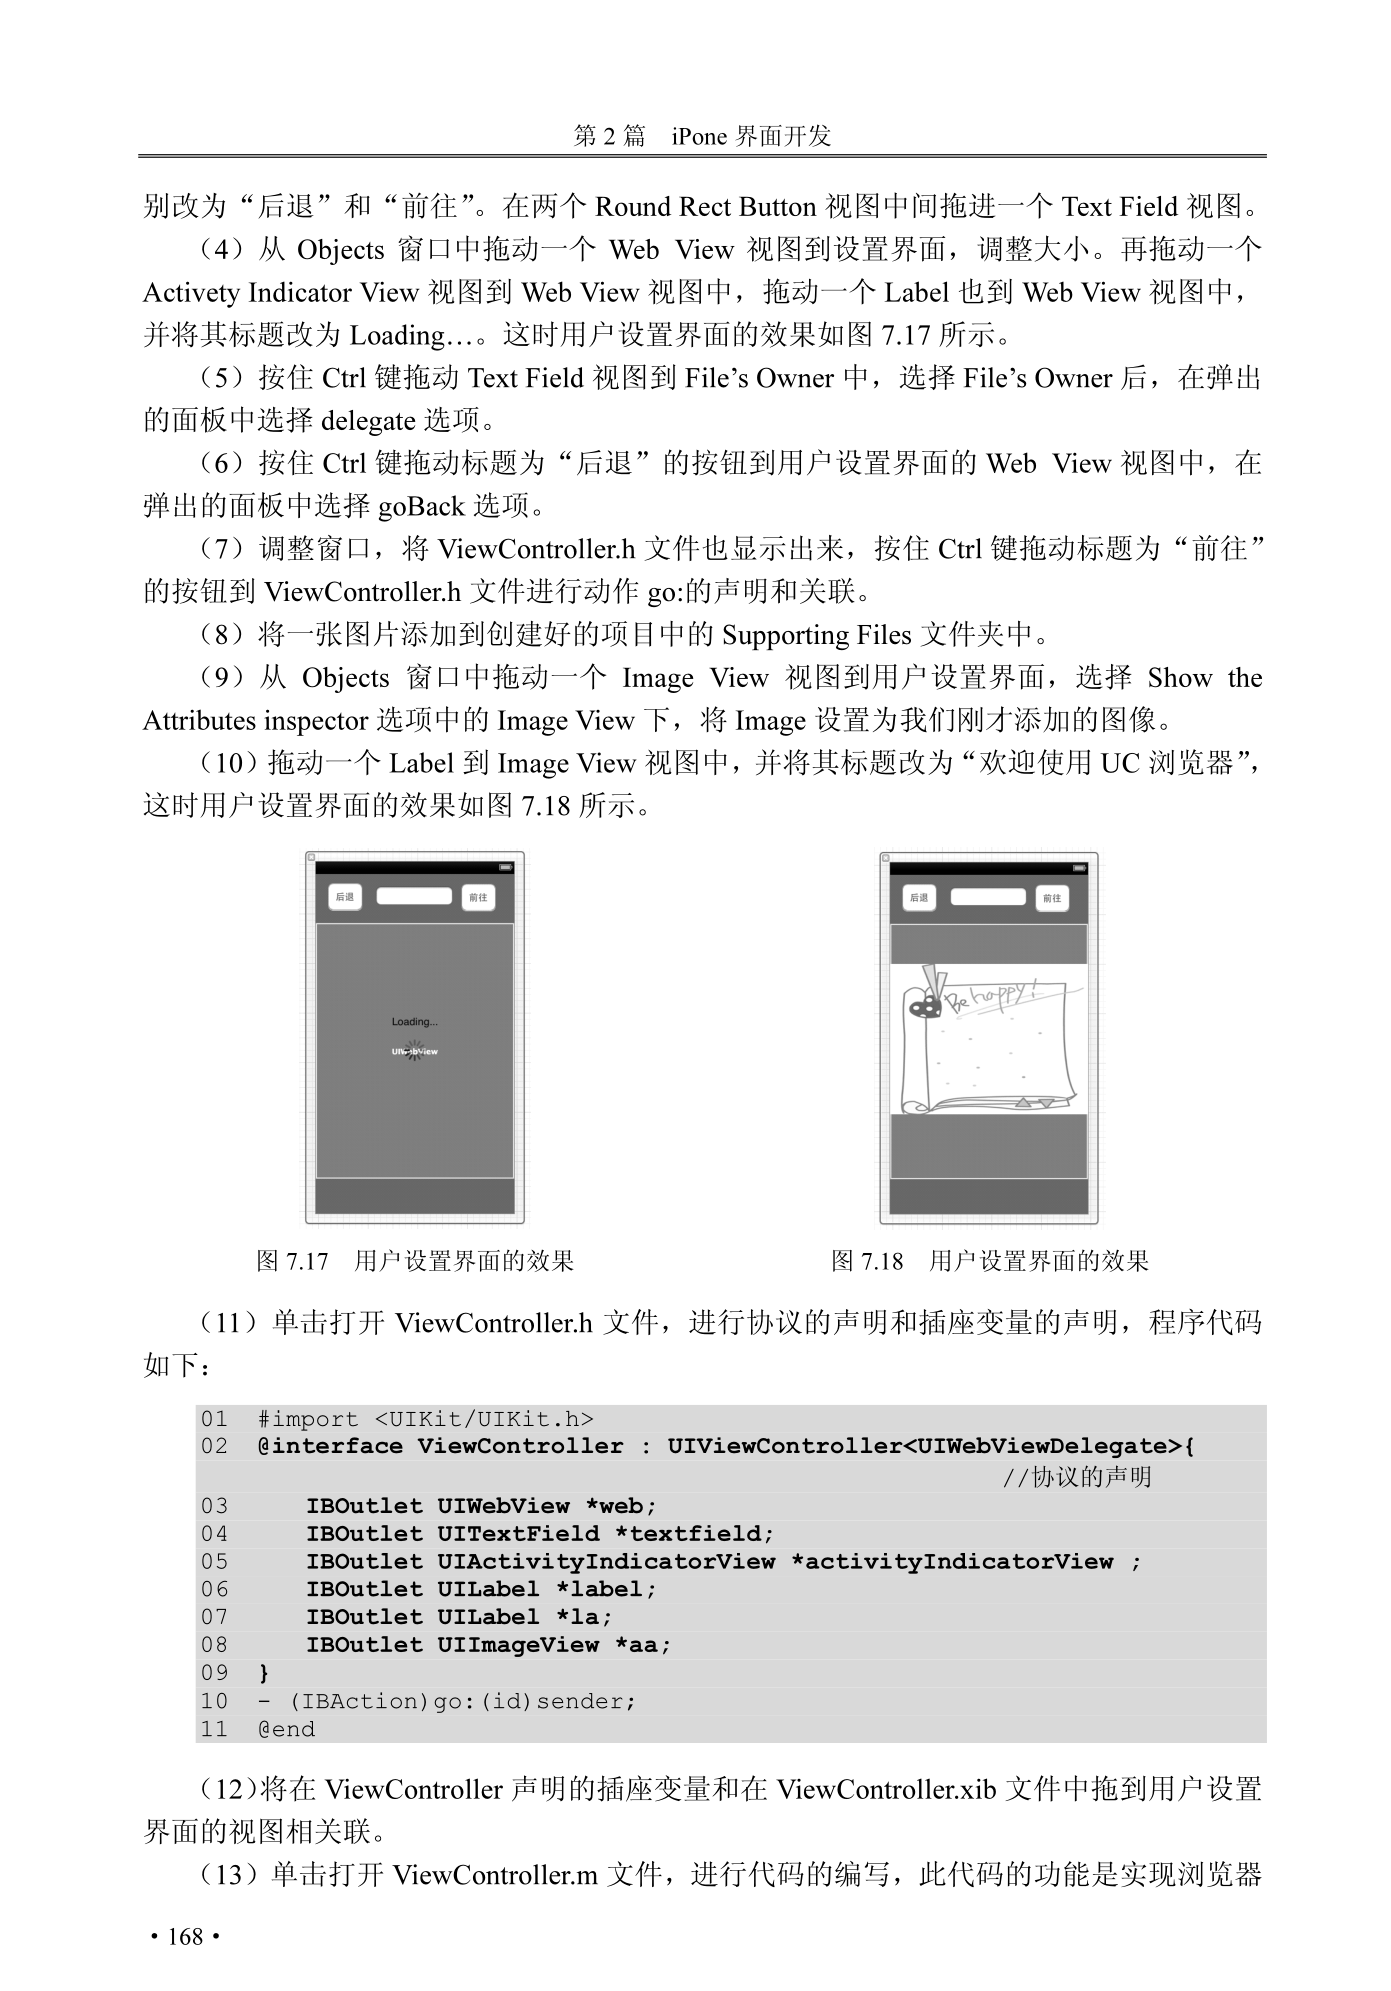 第 2 篇　iPone 界面开发
别改为“后退”和“前往”。在两个 Round Rect Button 视图中间拖进一个 Text Field 视图。
（4）从 Objects 窗口中拖动一个 Web View 视图到设置界面，调整大小。再拖动一个
Activety Indicator View 视图到 Web View 视图中，拖动一个 Label 也到 Web View 视图中，
并将其标题改为 Loading…。这时用户设置界面的效果如图 7.17 所示。
（5）按住 Ctrl 键拖动 Text Field 视图到 File’s Owner 中，选择 File’s Owner 后，在弹出
的面板中选择 delegate 选项。
（6）按住 Ctrl 键拖动标题为“后退”的按钮到用户设置界面的 Web View 视图中，在
弹出的面板中选择 goBack 选项。
（7）调整窗口，将 ViewController.h 文件也显示出来，按住 Ctrl 键拖动标题为“前往”
的按钮到 ViewController.h 文件进行动作 go:的声明和关联。
（8）将一张图片添加到创建好的项目中的 Supporting Files 文件夹中。
（9）从 Objects 窗口中拖动一个 Image View 视图到用户设置界面，选择 Show the
Attributes inspector 选项中的 Image View 下，将 Image 设置为我们刚才添加的图像。
（10）拖动一个 Label 到 Image View 视图中，并将其标题改为“欢迎使用 UC 浏览器”，
这时用户设置界面的效果如图 7.18 所示。
后退 前往
Loading...
UIWebView
后退 前往
Be happy!
图 7.17　用户设置界面的效果
图 7.18　用户设置界面的效果
（11）单击打开 ViewController.h 文件，进行协议的声明和插座变量的声明，程序代码
如下：
01 #import <UIKit/UIKit.h>
02 @interface ViewController : UIViewController<UIWebViewDelegate>{
//协议的声明
03 IBOutlet UIWebView *web;
04 IBOutlet UITextField *textfield;
05 IBOutlet UIActivityIndicatorView *activityIndicatorView ;
06 IBOutlet UILabel *label;
07 IBOutlet UILabel *la;
08 IBOutlet UIImageView *aa;
09 }
10 - (IBAction)go:(id)sender;
11 @end
（12）将在 ViewController 声明的插座变量和在 ViewController.xib 文件中拖到用户设置
界面的视图相关联。
（13）单击打开 ViewController.m 文件，进行代码的编写，此代码的功能是实现浏览器
·168·